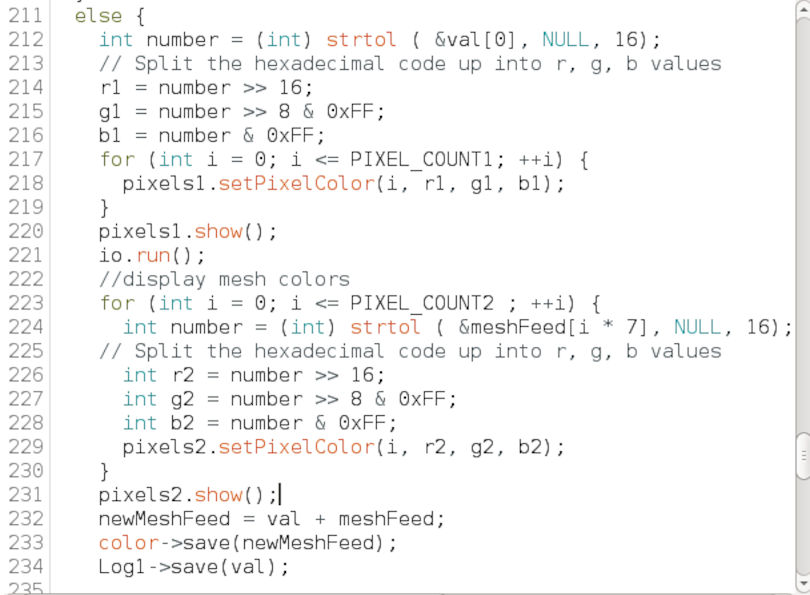 211 else {
212 int number = (int) strtol ( &val[0], NULL, 16);
213 // Split the hexadecimal code up into r, g, b values
214 r1 = number >> 16;
215 g1 = number >> 8 & 0xFF;
216 b1 = number & 0xFF;
217 for (int i = 0; i <= PIXEL_COUNT1; ++i) {
218 pixels1.setPixelColor(i, r1, g1, b1);
219 }
220 pixels1.show();
221 io.run();
222 //display mesh colors
223 for (int i = 0; i <= PIXEL_COUNT2 ; ++i) {
224 int number = (int) strtol ( &meshFeed[i * 7], NULL, 16);
225 // Split the hexadecimal code up into r, g, b values
226 int r2 = number >> 16;
227 int g2 = number >> 8 & 0xFF;
228 int b2 = number & 0xFF;
229 pixels2.setPixelColor(i, r2, g2, b2);
230 }
231 pixels2.show();
232 newMeshFeed = val + meshFeed;
233 color->save(newMeshFeed);
234 Log1->save(val);
235